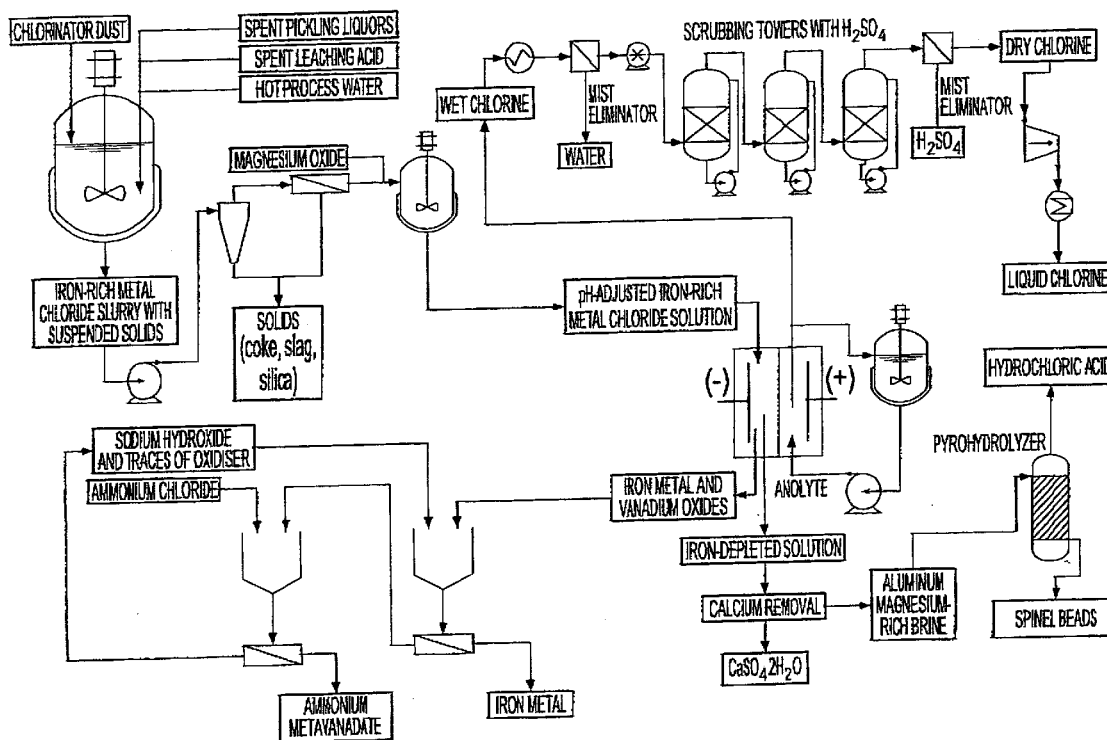 CHLORINATOR DUST
SPENT PICKLING LIQUORS
SPENT LEACHING ACID
HOT PROCESS WATER
SCRUBBING TOWERS WITH H2SO4
DRY CHLORINE
WET CHLORINE
MIST
ELIMINATOR
WATER
MIST
ELIMINATOR
H2SO4
LIQUID CHLORINE
MAGNESIUM OXIDE
IRON-RICH METAL
CHLORIDE SLURRY WITH
SUSPENDED SOLIDS
SOLIDS
(coke, slag,
silica)
pH-ADJUSTED IRON-RICH
METAL CHLORIDE SOLUTION
(-)
(+)
HYDROCHLORIC ACID
PYROHYDROLYZER
SODIUM HYDROXIDE
AND TRACES OF OXIDISER
AMMONIUM CHLORIDE
IRON METAL AND
VANADIUM OXIDES
ANOLYTE
IRON-DEPLETED SOLUTION
CALCIUM REMOVAL
ALUMINUM
MAGNESIUM-
RICH BRINE
SPINEL BEADS
CaSO42H2O
AMMONIUM
METAVANADATE
IRON METAL